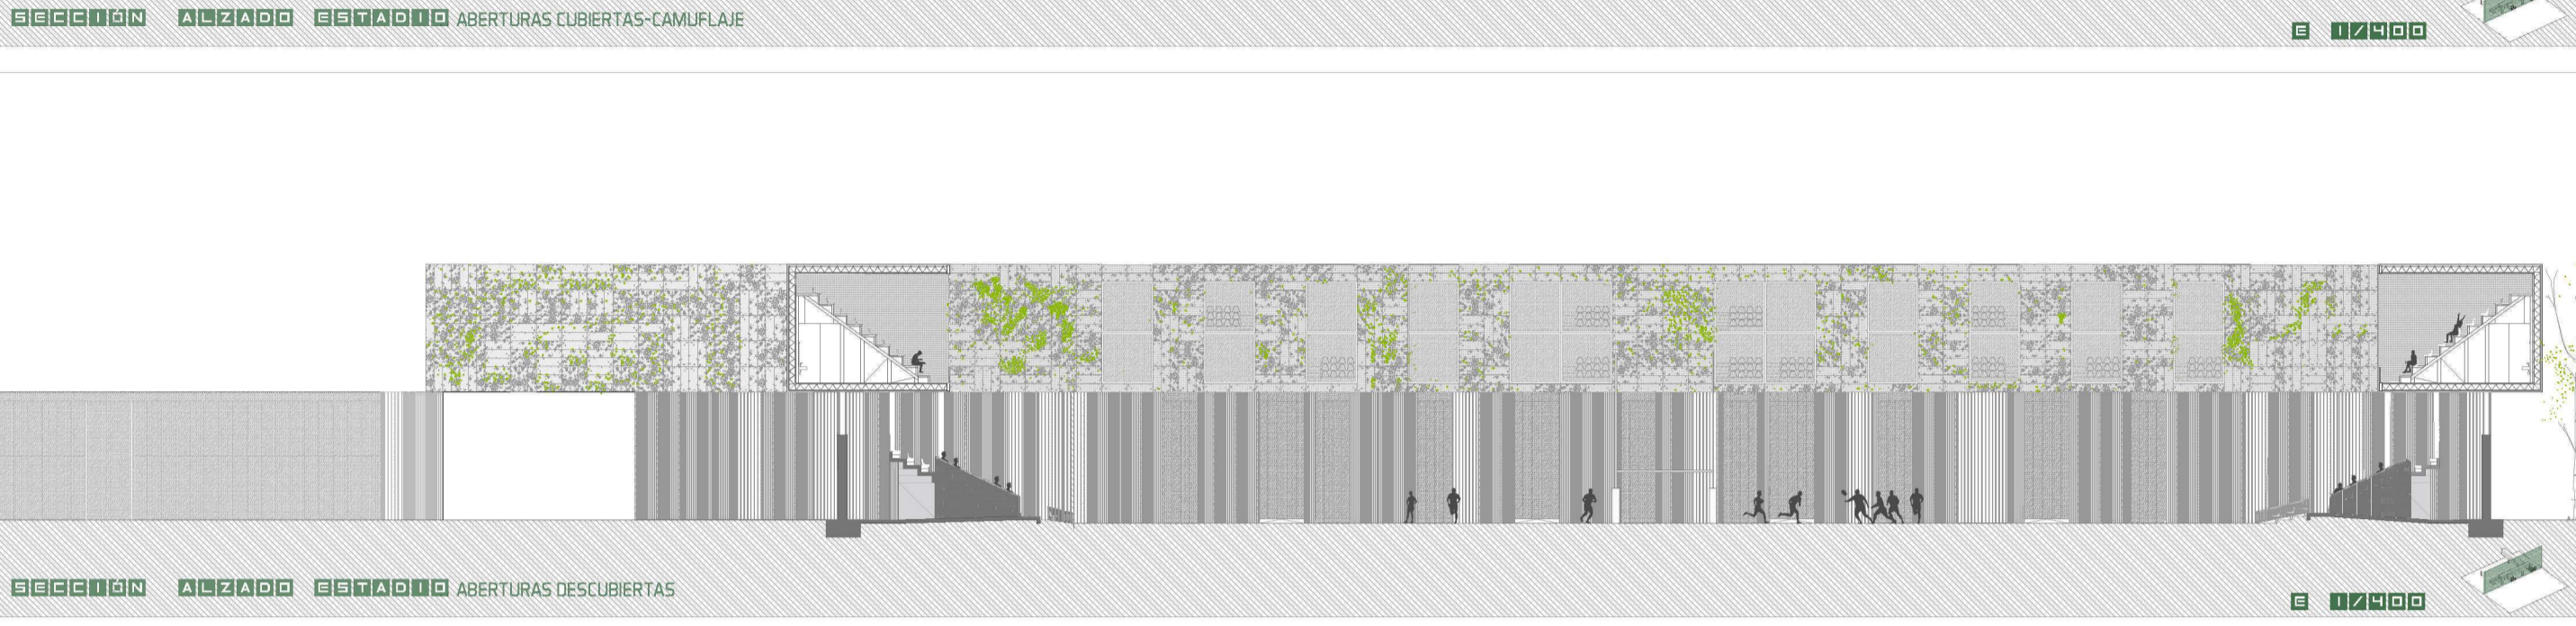 SECCIÓN ALZADO ESTADIO ABERTURAS CUBIERTAS-CAMUFLAJE
E 1/400
SECCIÓN ALZADO ESTADIO ABERTURAS DESCUBIERTAS
E 1/400